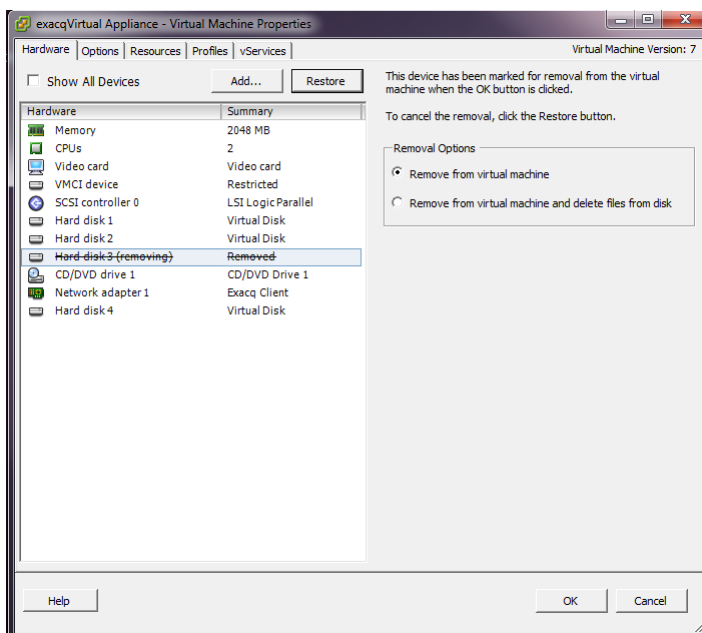 exacqVirtual Appliance - Virtual Machine Properties
Hardware Options Resources Profiles vServices Virtual Machine Version: 7
Show All Devices Add... Restore
Hardware Summary
Memory 2048 MB
CPUs 2
Video card Video card
VMCI device Restricted
SCSI controller 0 LSI Logic Parallel
Hard disk 1 Virtual Disk
Hard disk 2 Virtual Disk
Hard disk 3 (removing) Removed
CD/DVD drive 1 CD/DVD Drive 1
Network adapter 1 Exacq Client
Hard disk 4 Virtual Disk
This device has been marked for removal from the virtual
machine when the OK button is clicked.
To cancel the removal, click the Restore button.
Removal Options
Remove from virtual machine
Remove from virtual machine and delete files from disk
Help OK Cancel